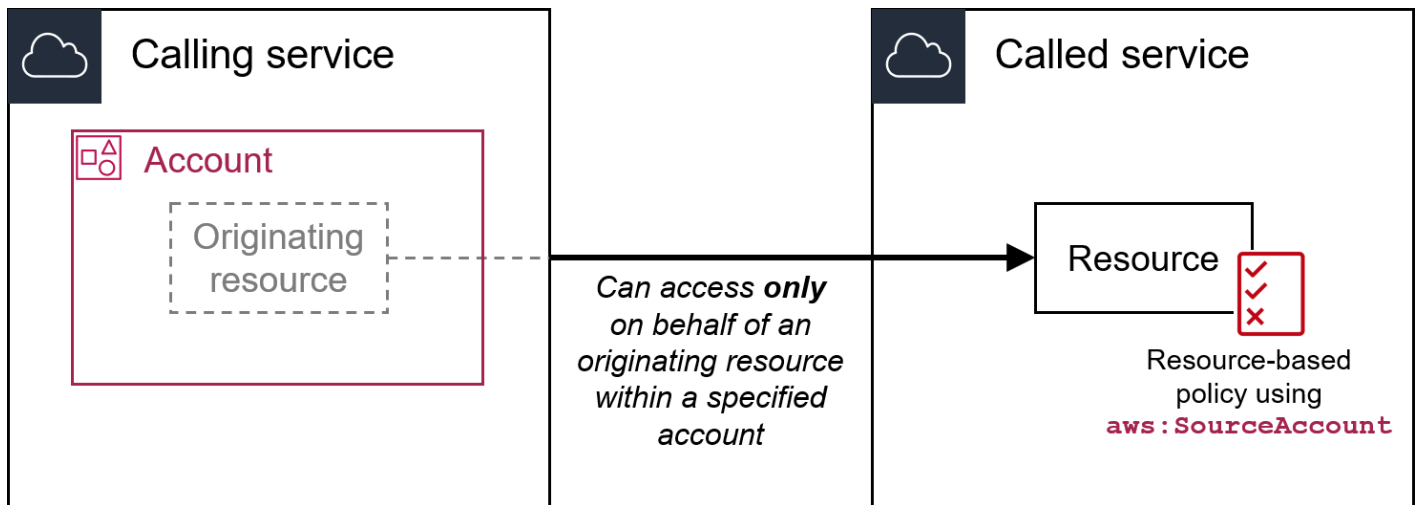 Calling service
Account
Originating
resource
Can access only
on behalf of an
originating resource
within a specified
account
Called service
Resource
Resource-based
policy using
aws:SourceAccount